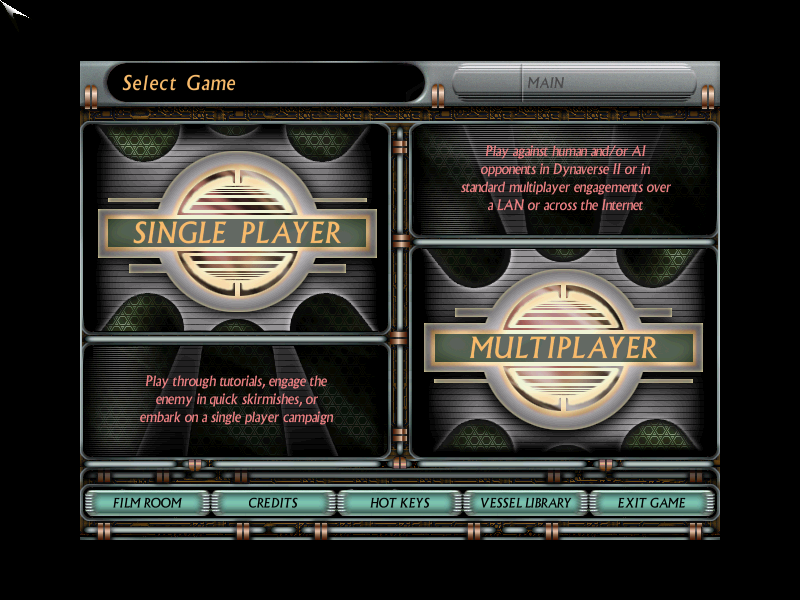 Select Game
MAIN
SINGLE PLAYER
Play through tutorials, engage the
enemy in quick skirmishes, or
embark on a single player campaign
Play against human and/or AI
opponents in Dynaverse II or in
standard multiplayer engagements over
a LAN or across the Internet
MULTIPLAYER
FILM ROOM
CREDITS
HOT KEYS
VESSEL LIBRARY
EXIT GAME